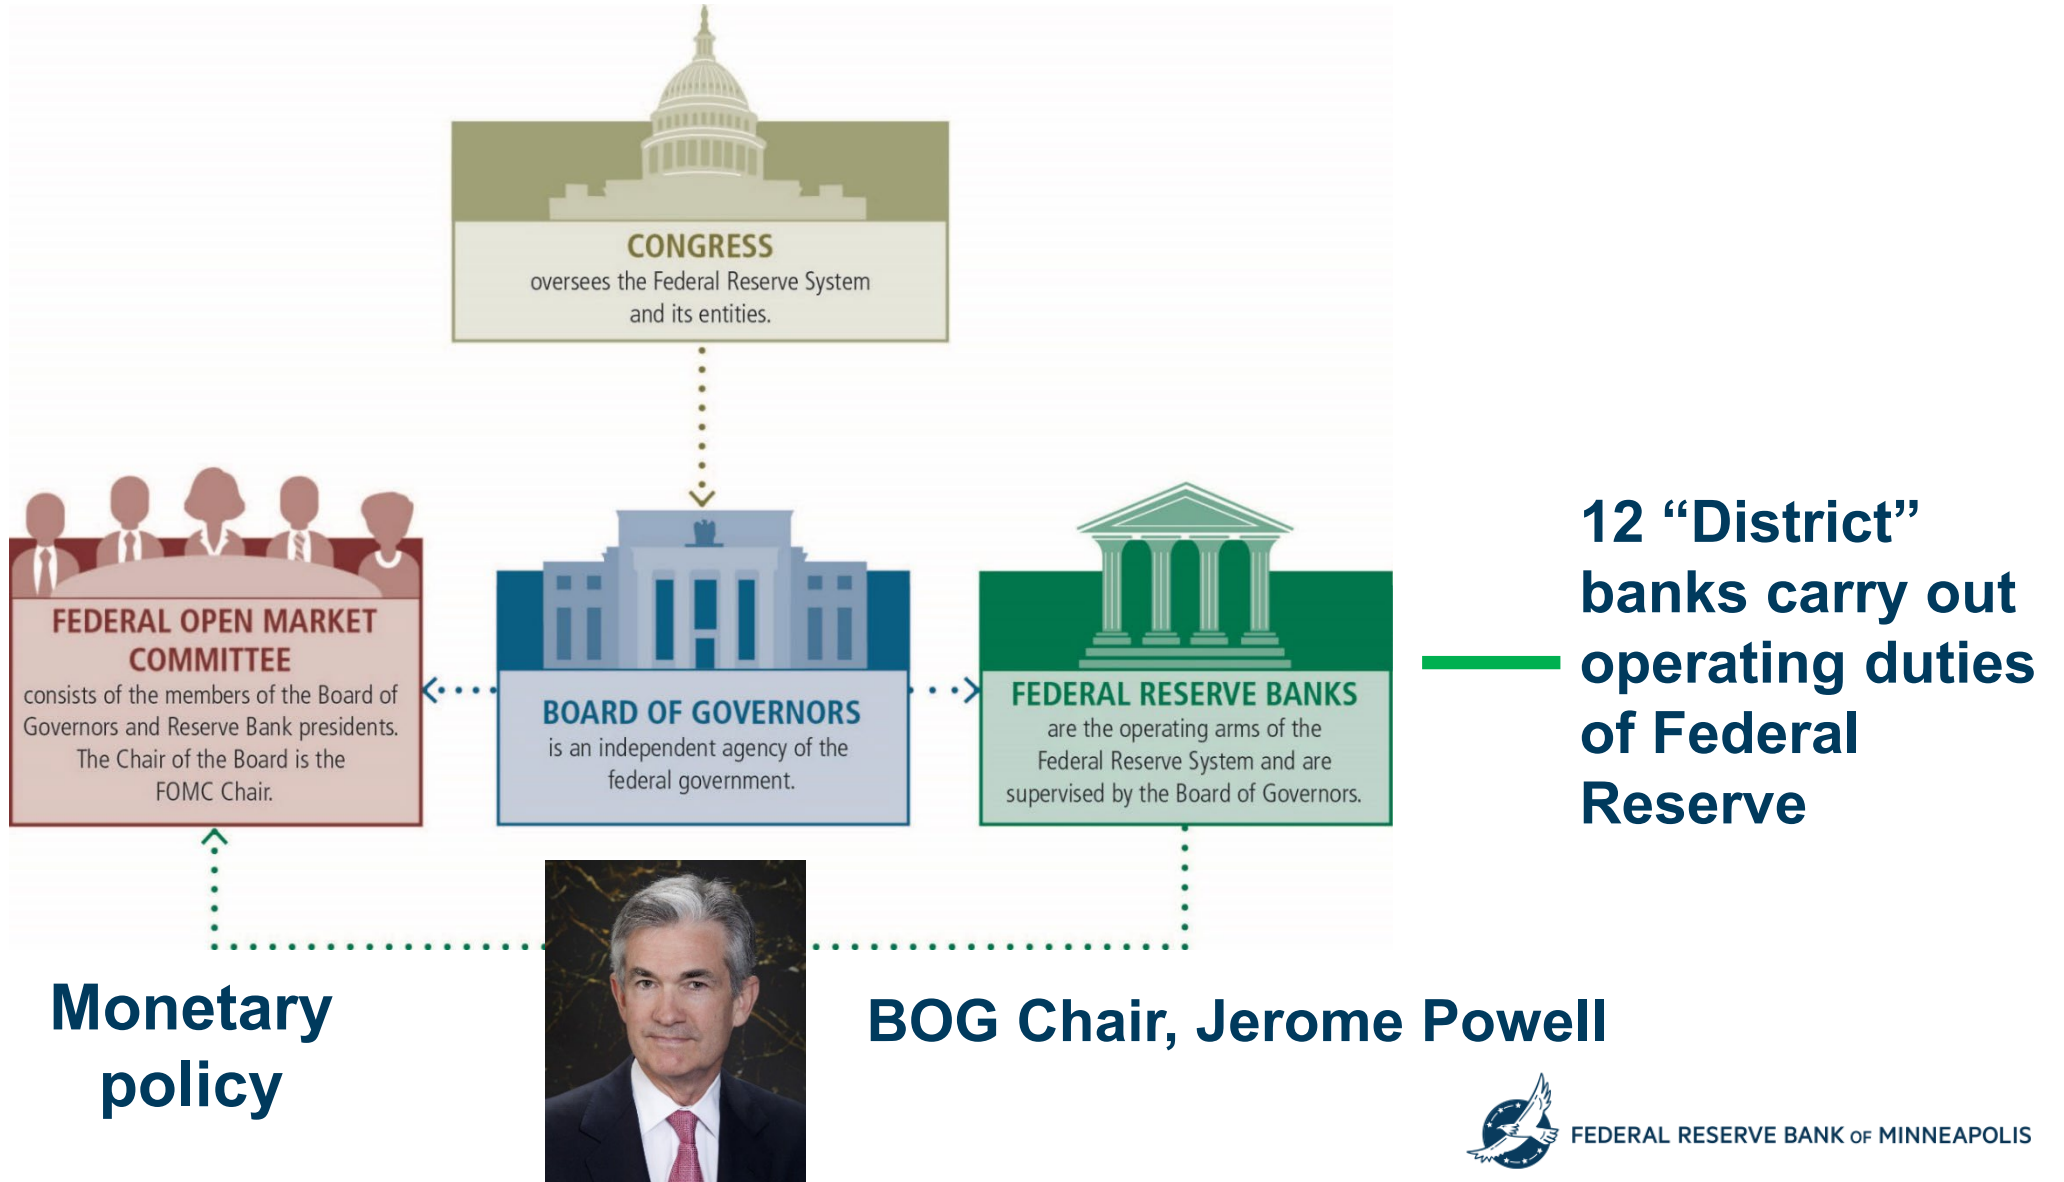 CONGRESS
oversees the Federal Reserve System
and its entities.
FEDERAL OPEN MARKET
COMMITTEE
consists of the members of the Board of
Governors and Reserve Bank presidents.
The Chair of the Board is the
FOMC Chair.
BOARD OF GOVERNORS
is an independent agency of the
federal government.
FEDERAL RESERVE BANKS
are the operating arms of the
Federal Reserve System and are
supervised by the Board of Governors.
12 “District”
banks carry out
operating duties
of Federal
Reserve
Monetary
policy
BOG Chair, Jerome Powell
FEDERAL RESERVE BANK OF MINNEAPOLIS